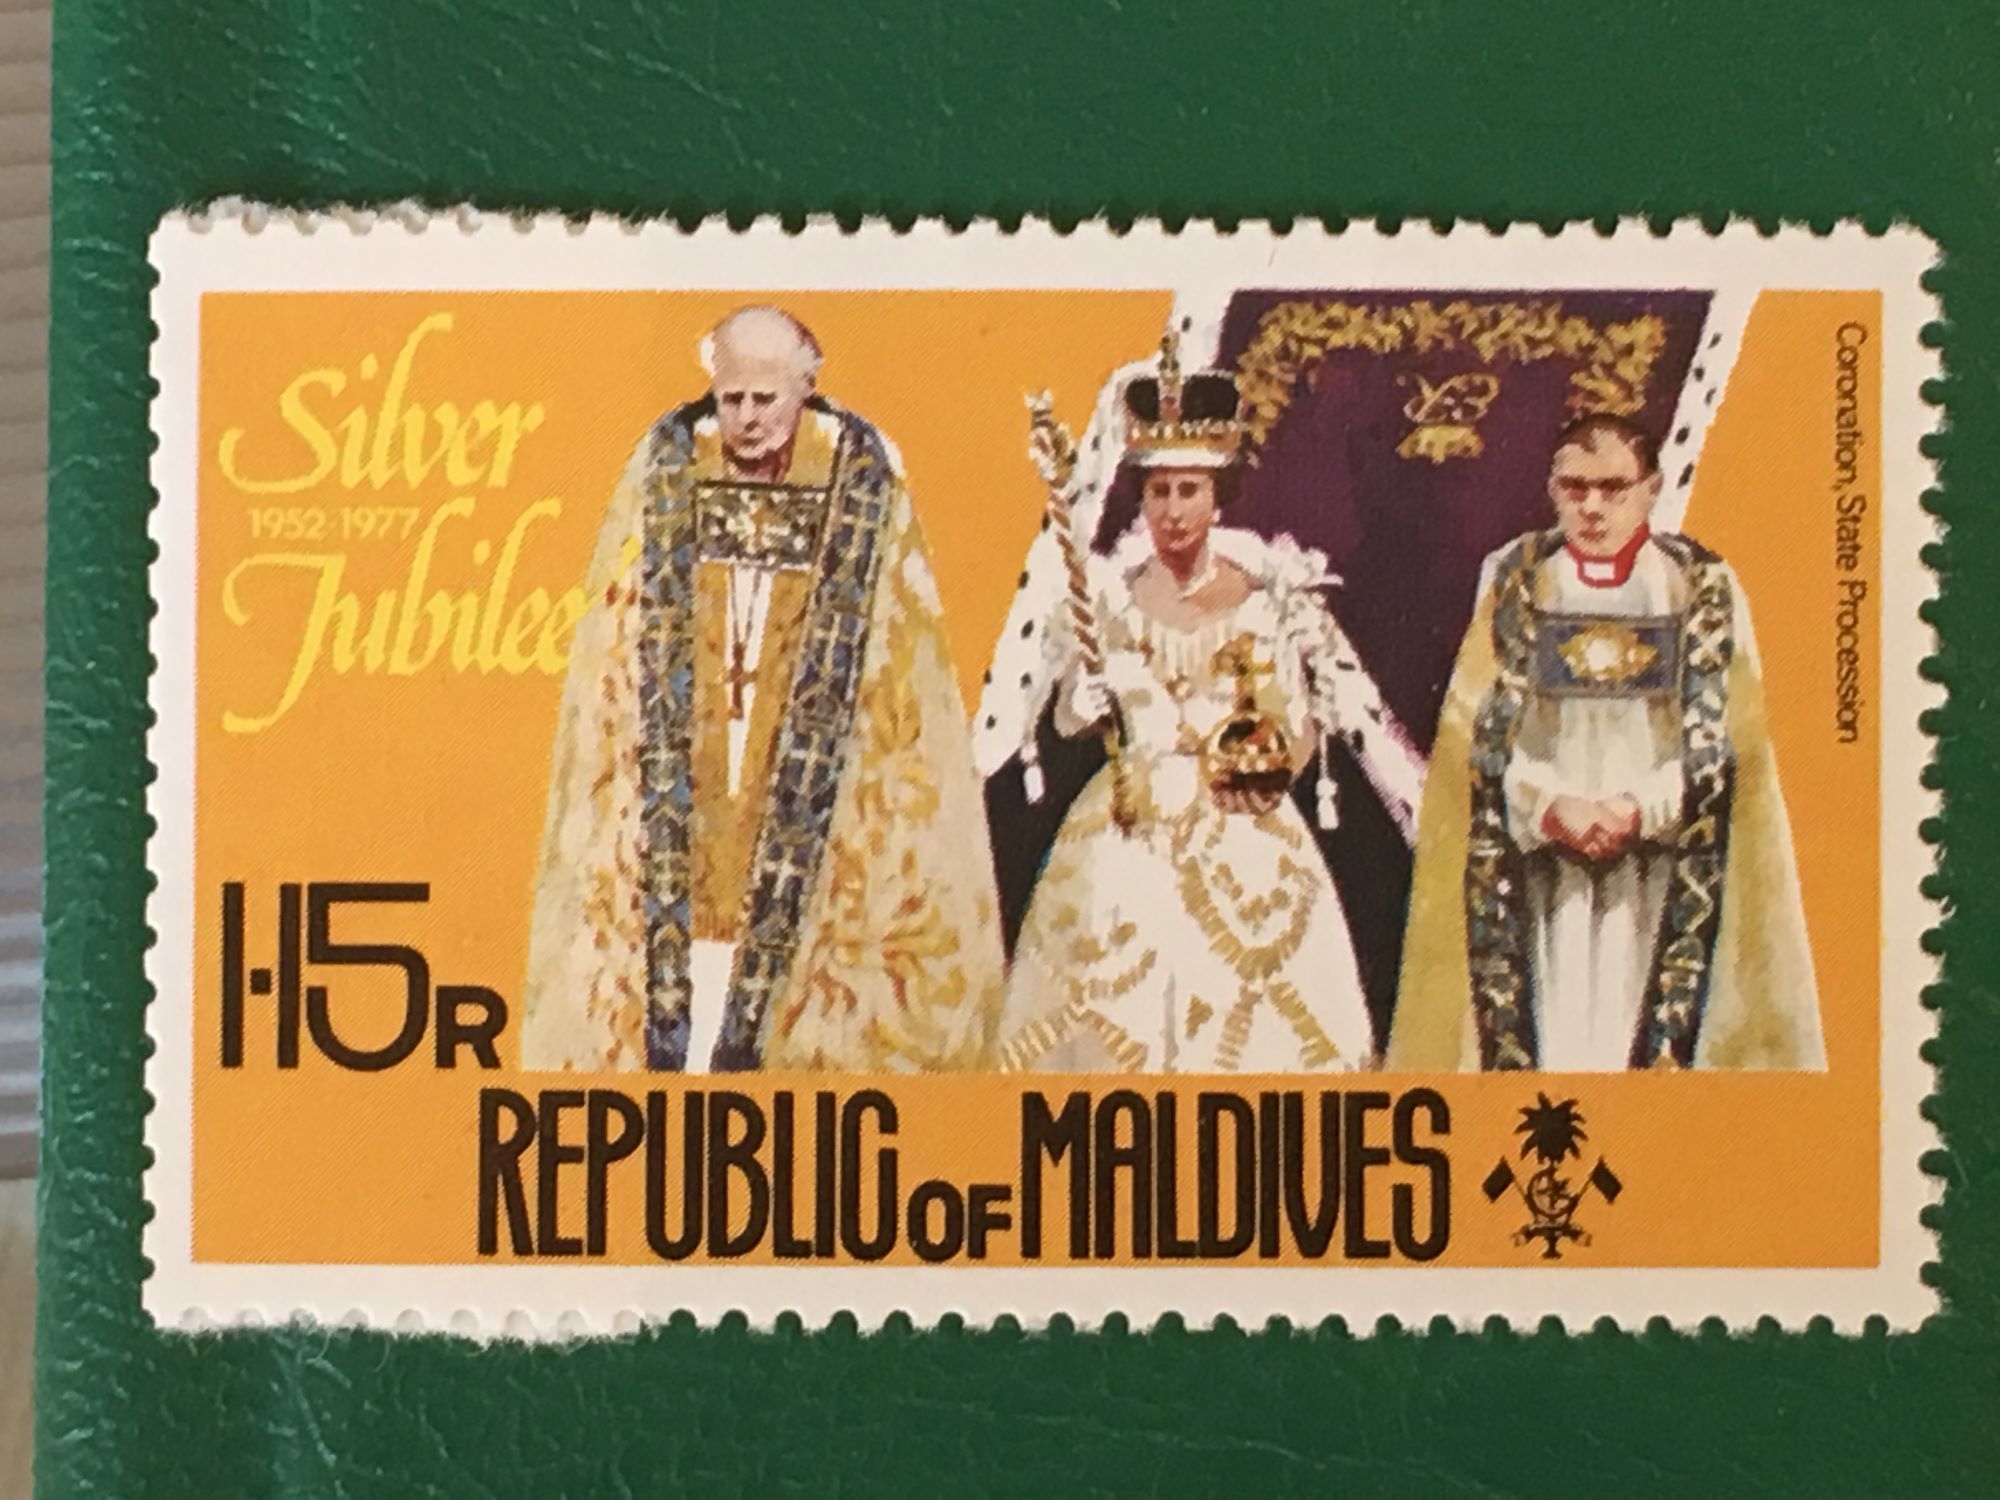 Silver
1952·1977
Jubilee
1·15R
REPUBLIC OF MALDIVES
Coronation, State Procession